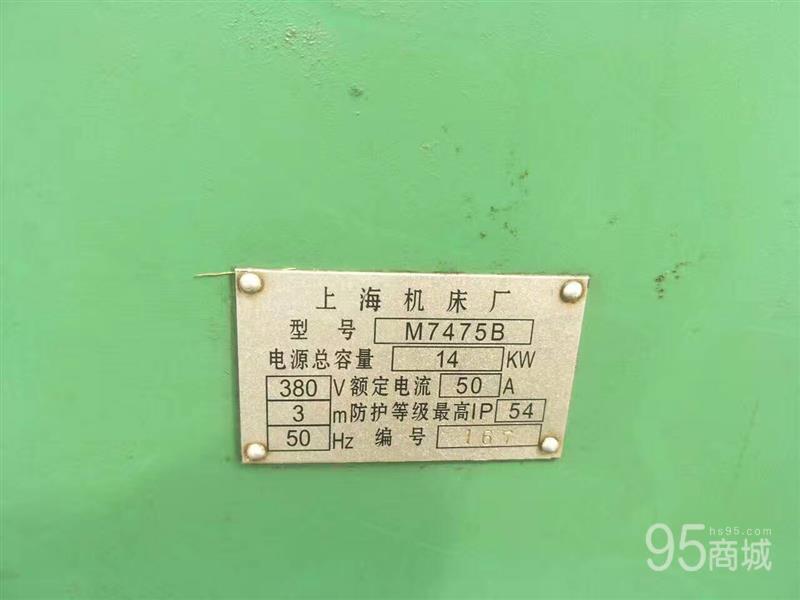 上海机床厂
型号 M7475B
电源总容量 14 KW
380 V 额定电流 50 A
3 m 防护等级最高IP 54
50 Hz 编号 167
hs95.com
95商城